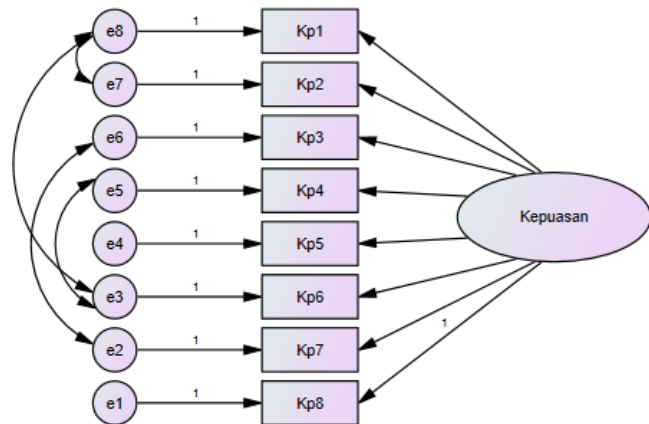 e8 1 Kp1
e7 1 Kp2
e6 1 Kp3
e5 1 Kp4
Kepuasan
e4 1 Kp5
e3 1 Kp6
1
e2 1 Kp7
e1 1 Kp8